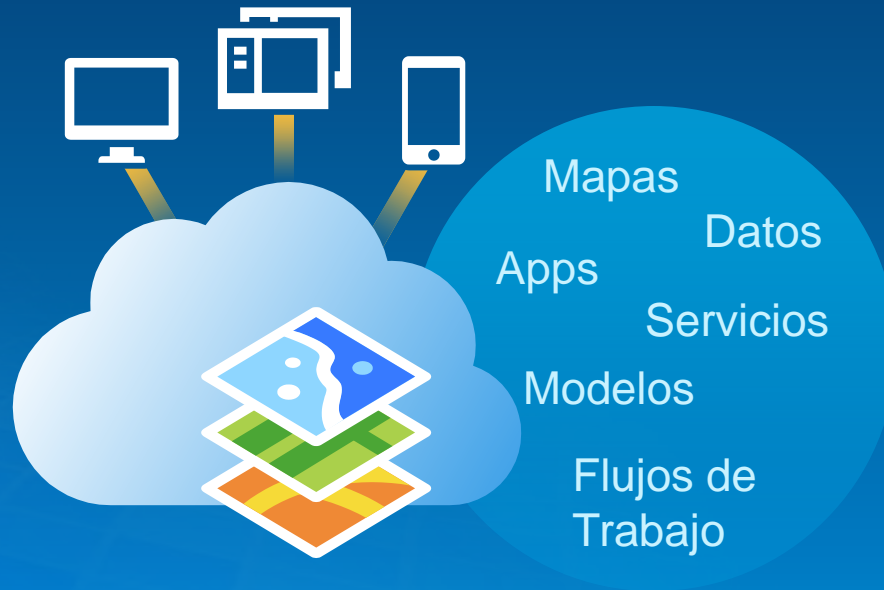 Mapas
Datos
Apps
Servicios
Modelos
Flujos de
Trabajo